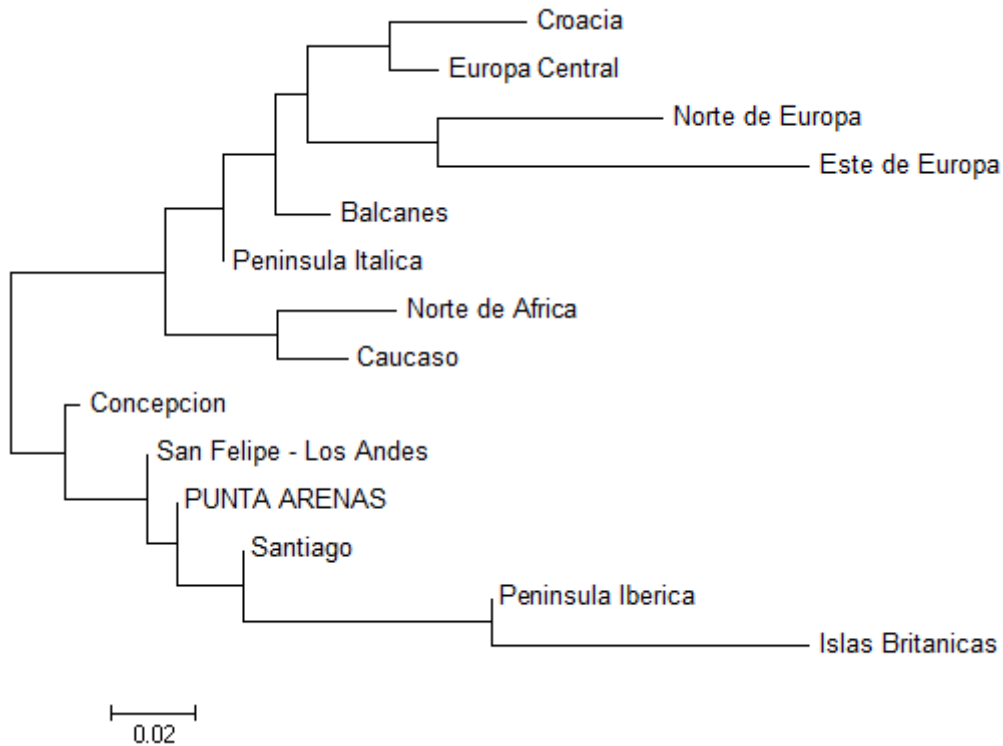 Croacia
Europa Central
Norte de Europa
Este de Europa
Balcanes
Peninsula Italica
Norte de Africa
Caucaso
Concepcion
San Felipe - Los Andes
PUNTA ARENAS
Santiago
Peninsula Iberica
Islas Britanicas
0.02